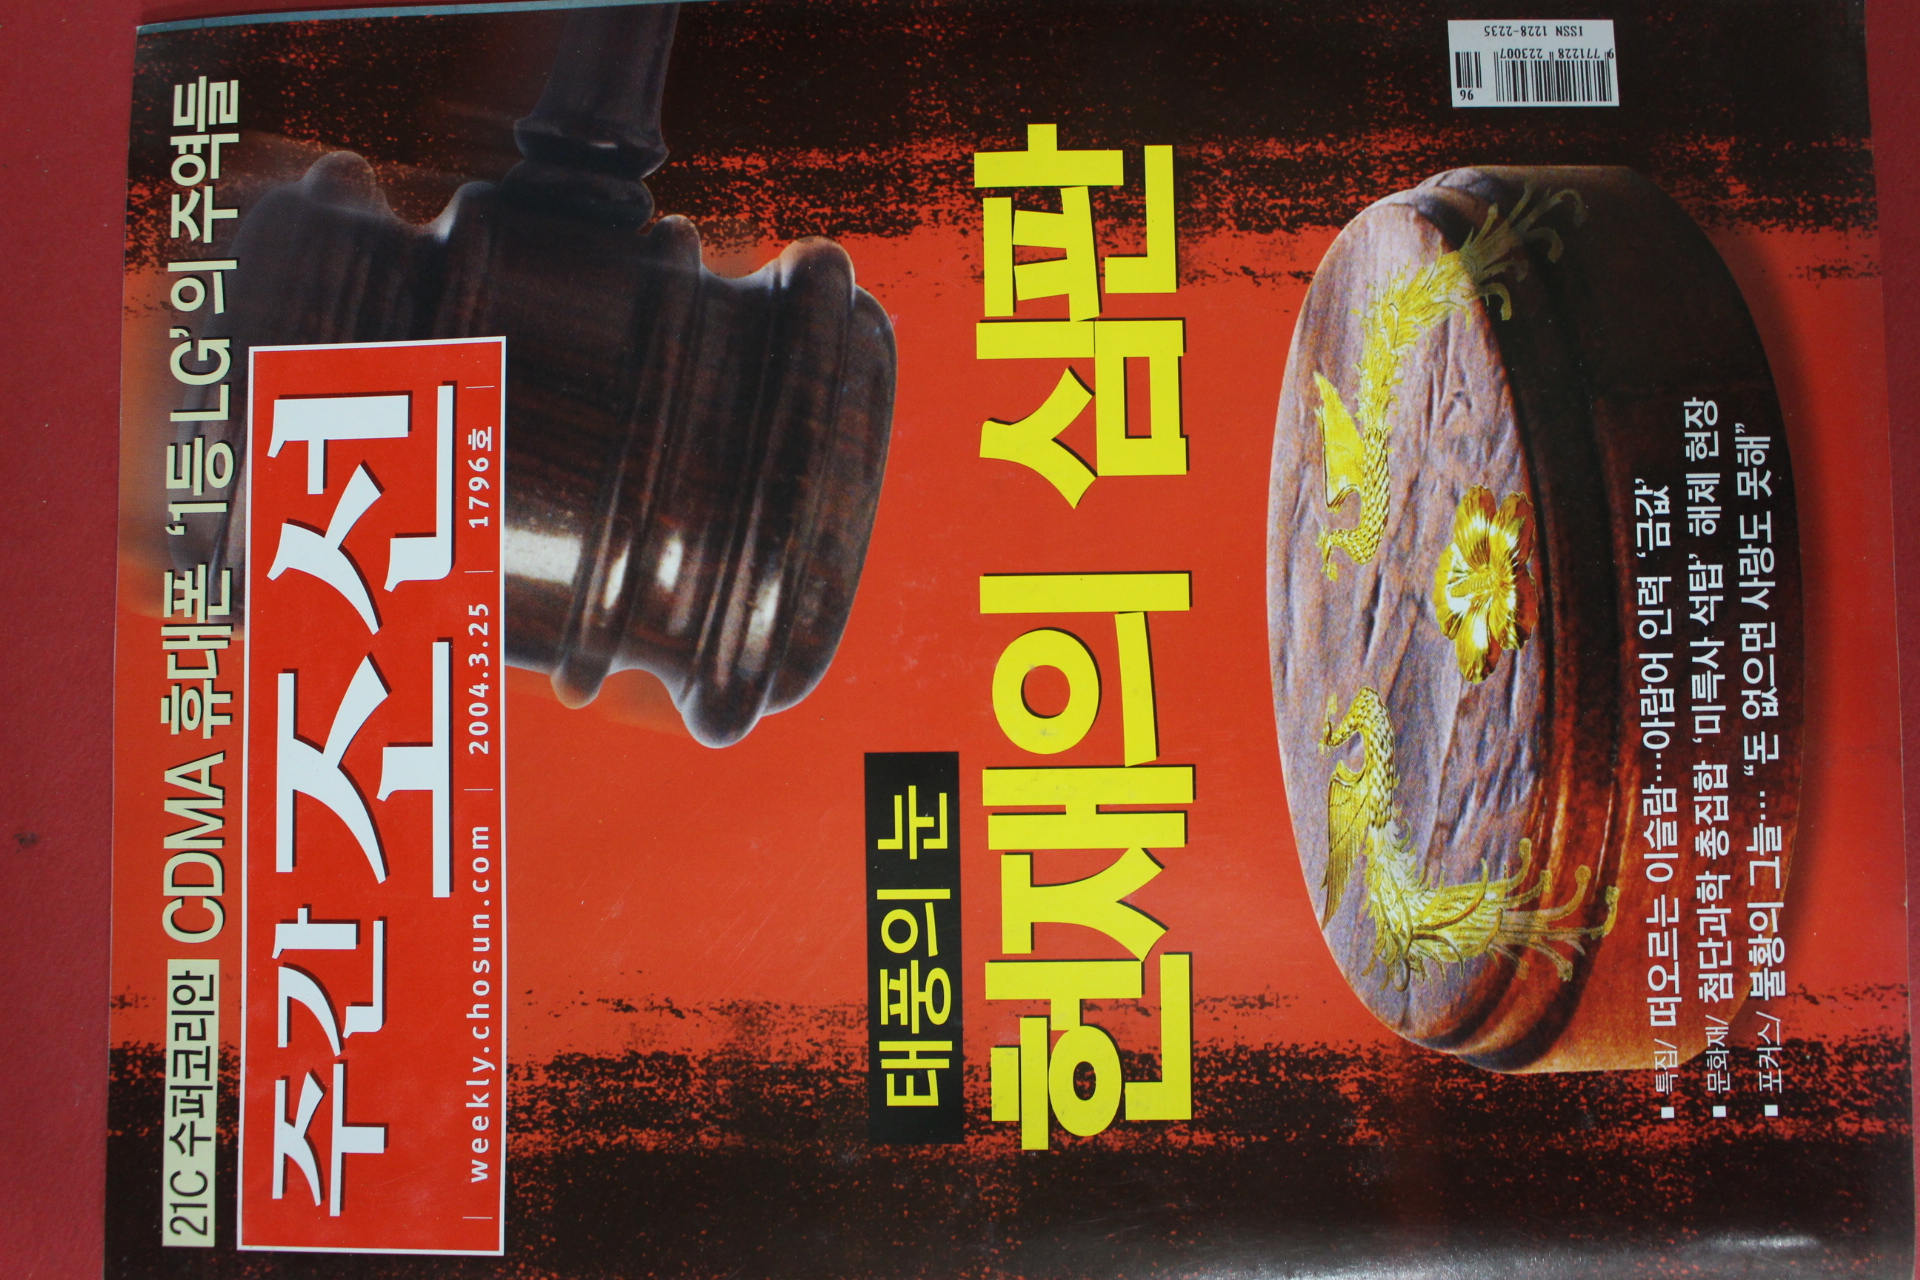 21C 수퍼코리안 CDMA 휴대폰 '1등 LG'의 주역들
주간조선
weekly.chosun.com | 2004.3.25 | 1796호
태풍의 눈
헌재의 심판
■ 특집/ 떠오르는 이슬람…아랍어 인력 '금값'
■ 문화재/ 첨단과학 총집합 '미륵사 석탑' 해체 현장
■ 포커스/ 불황의 그늘… "돈 없으면 사랑도 못해"
ISSN 1228-2235
9 771228 223007
96